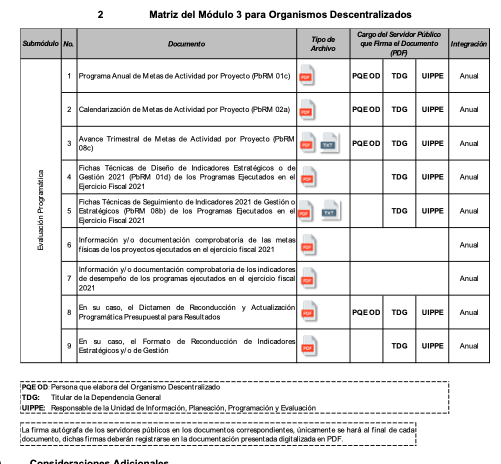 2 Matriz del Módulo 3 para Organismos Descentralizados
Submódulo No. Documento Tipo de Archivo Cargo del Servidor Público que Firma el Documento (PDF) Integración
Evaluación Programática
1 Programa Anual de Metas de Actividad por Proyecto (PbRM 01c) PDF PQE OD TDG UIPPE Anual
2 Calendarización de Metas de Actividad por Proyecto (PbRM 02a) PDF PQE OD TDG UIPPE Anual
3 Avance Trimestral de Metas de Actividad por Proyecto (PbRM
08c) PDF TXT PQE OD TDG UIPPE Anual
4 Fichas Técnicas de Diseño de Indicadores Estratégicos o de
Gestión 2021 (PbRM 01d) de los Programas Ejecutados en el
Ejercicio Fiscal 2021 PDF TDG UIPPE Anual
5 Fichas Técnicas de Seguimiento de Indicadores 2021 de Gestión o
Estratégicos (PbRM 08b) de los Programas Ejecutados en el
Ejercicio Fiscal 2021 PDF TXT TDG UIPPE Anual
6 Información y/o documentación comprobatoria de las metas
físicas de los proyectos ejecutados en el ejercicio fiscal 2021 PDF Anual
7 Información y/o documentación comprobatoria de los indicadores
de desempeño de los programas ejecutados en el ejercicio fiscal
2021 PDF Anual
8 En su caso, el Dictamen de Reconducción y Actualización
Programática Presupuestal para Resultados PDF PQE OD TDG UIPPE Anual
9 En su caso, el Formato de Reconducción de Indicadores
Estratégicos y/o de Gestión PDF TDG UIPPE Anual
PQE OD: Persona que elabora del Organismo Descentralizado
TDG: Titular de la Dependencia General
UIPPE: Responsable de la Unidad de Información, Planeación, Programación y Evaluación
La firma autógrafa de los servidores públicos en los documentos correspondientes, únicamente se hará al final de cada
documento, dichas firmas deberán registrarse en la documentación presentada digitalizada en PDF.
Consideraciones Adicionales